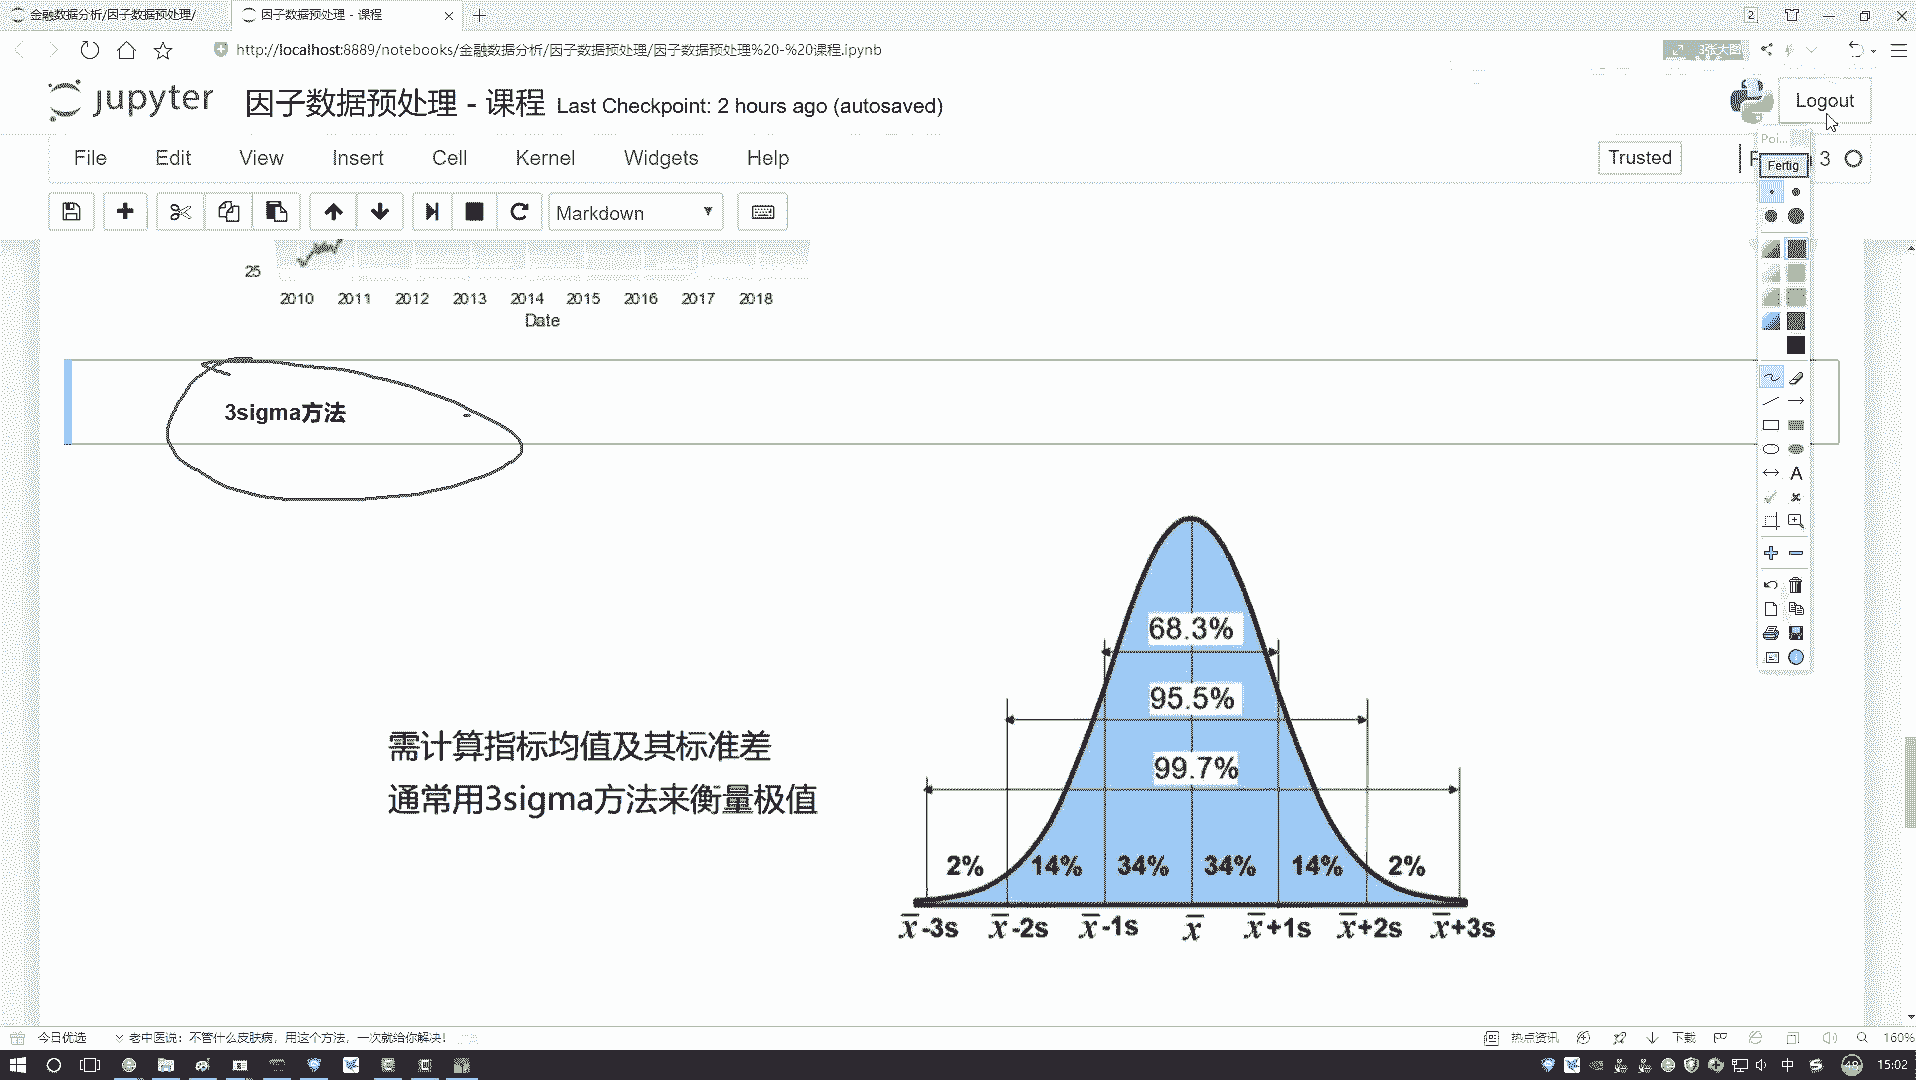 金融数据分析/因子数据预处理/
因子数据预处理 - 课程
2
http://localhost:8889/notebooks/金融数据分析/因子数据预处理/因子数据预处理%20-%20课程.ipynb
3张大图
jupyter
因子数据预处理 - 课程
Last Checkpoint: 2 hours ago (autosaved)
Logout
Poi...
File Edit View Insert Cell Kernel Widgets Help
Trusted
3
Fertig
Markdown
25
2010 2011 2012 2013 2014 2015 2016 2017 2018
Date
3sigma方法
A
68.3%
95.5%
需计算指标均值及其标准差
99.7%
通常用3sigma方法来衡量极值
2% 14% 34% 34% 14% 2%
x̅-3s x̅-2s x̅-1s x̅ x̅+1s x̅+2s x̅+3s
今日优选
老中医说：不管什么皮肤病，用这个方法，一次就给你解决！
热点资讯
下载
160%
中
15:02